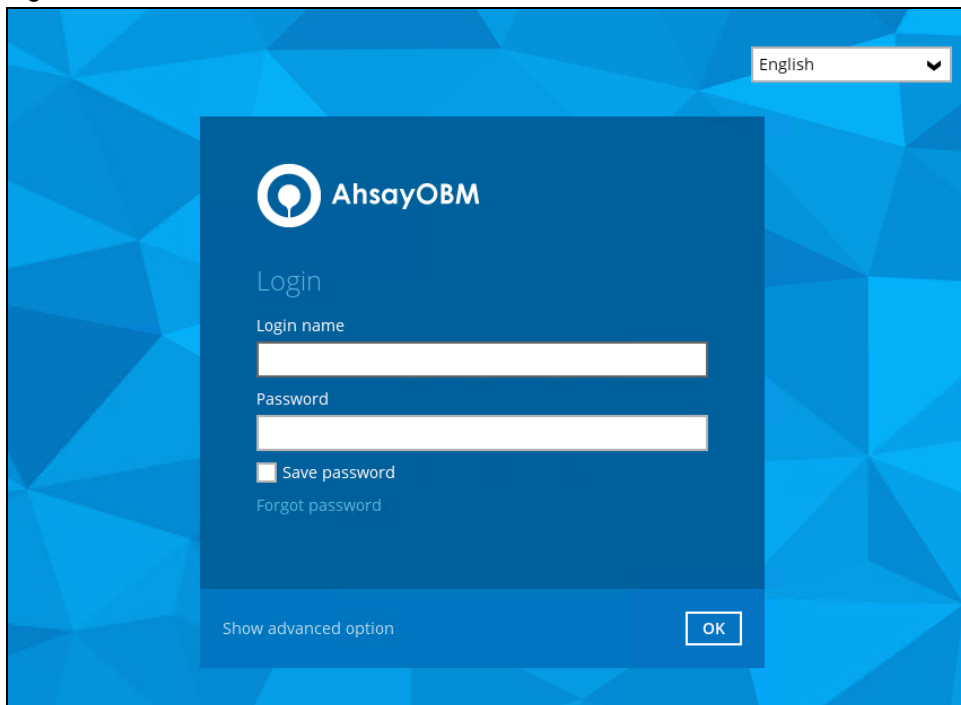 English
AhsayOBM
Login
Login name
Password
Save password
Forgot password
Show advanced option
OK